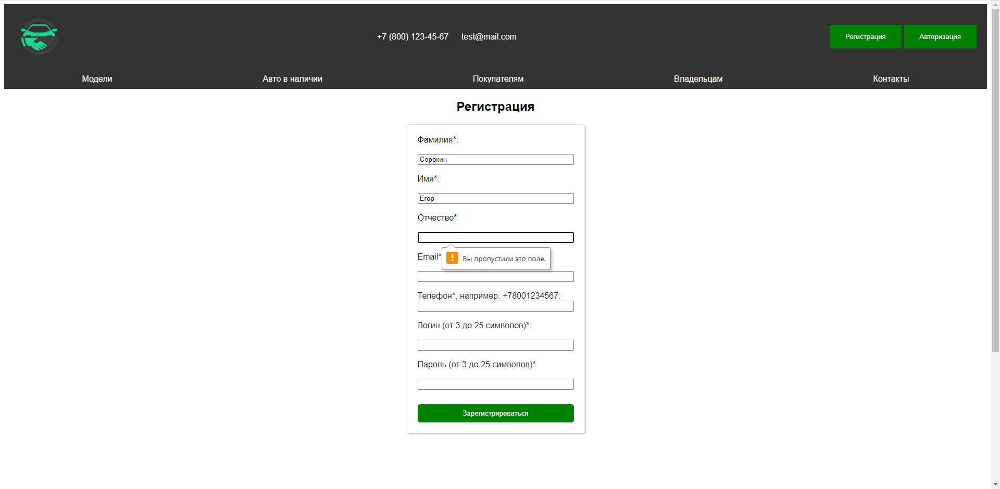 +7 (800) 123-45-67 test@mail.com
Регистрация Авторизация
Модели Авто в наличии Покупателям Владельцам Контакты
Регистрация
Фамилия*:
Сорокин
Имя*:
Егор
Отчество*:
Email*
Вы пропустили это поле.
Телефон*, например: +78001234567:
Логин (от 3 до 25 символов)*:
Пароль (от 3 до 25 символов)*:
Зарегистрироваться